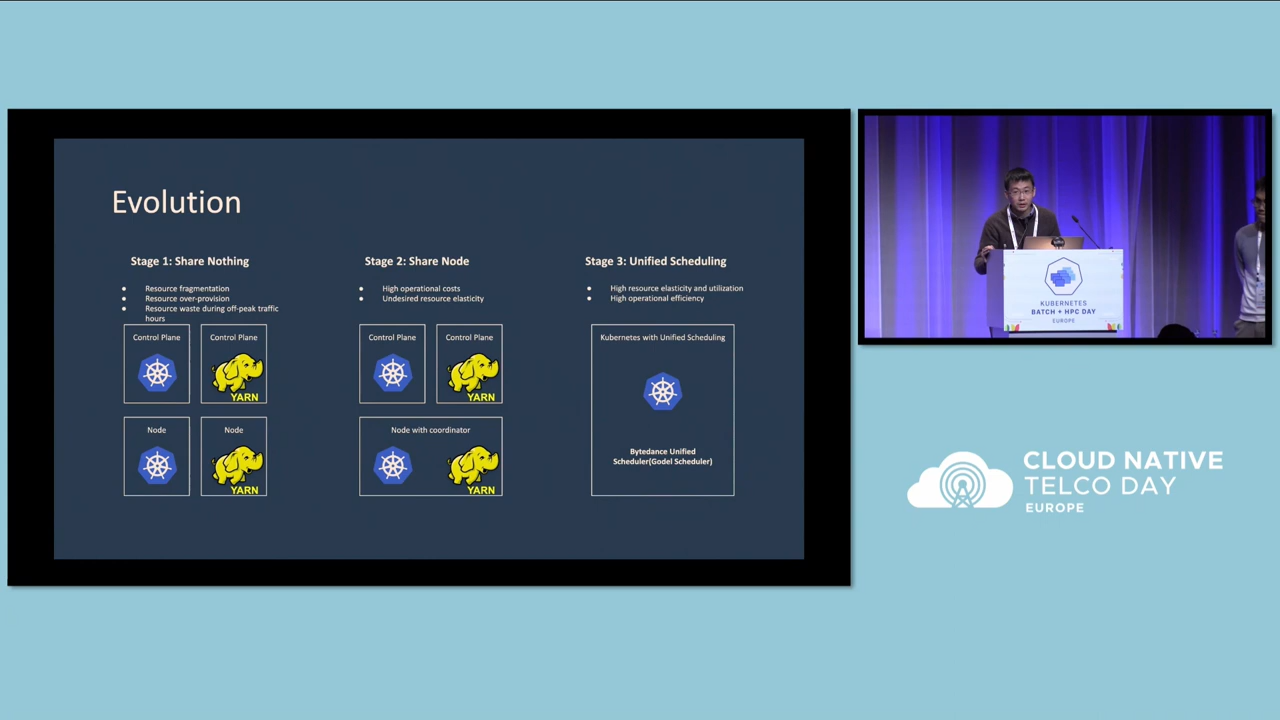 Evolution
Stage 1: Share Nothing
● Resource fragmentation
● Resource over-provision
● Resource waste during off-peak traffic
hours
Control Plane
Control Plane
YARN
Node
Node
YARN
Stage 2: Share Node
● High operational costs
● Undesired resource elasticity
Control Plane
Control Plane
YARN
Node with coordinator
YARN
Stage 3: Unified Scheduling
● High resource elasticity and utilization
● High operational efficiency
Kubernetes with Unified Scheduling
Bytedance Unified
Scheduler(Godel Scheduler)
KUBERNETES
BATCH + HPC DAY
EUROPE
CLOUD NATIVE
TELCO DAY
EUROPE